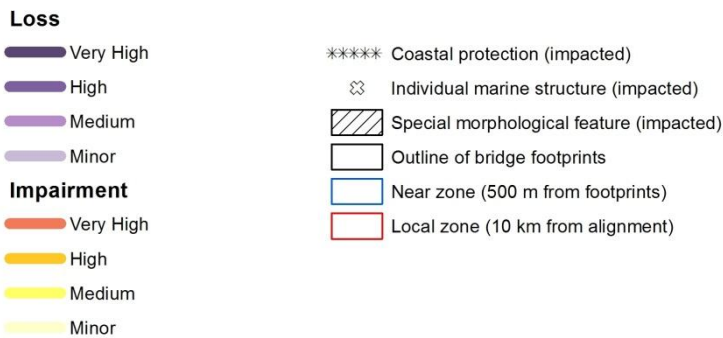 Loss
Very High
High
Medium
Minor
Impairment
Very High
High
Medium
Minor
Coastal protection (impacted)
Individual marine structure (impacted)
Special morphological feature (impacted)
Outline of bridge footprints
Near zone (500 m from footprints)
Local zone (10 km from alignment)